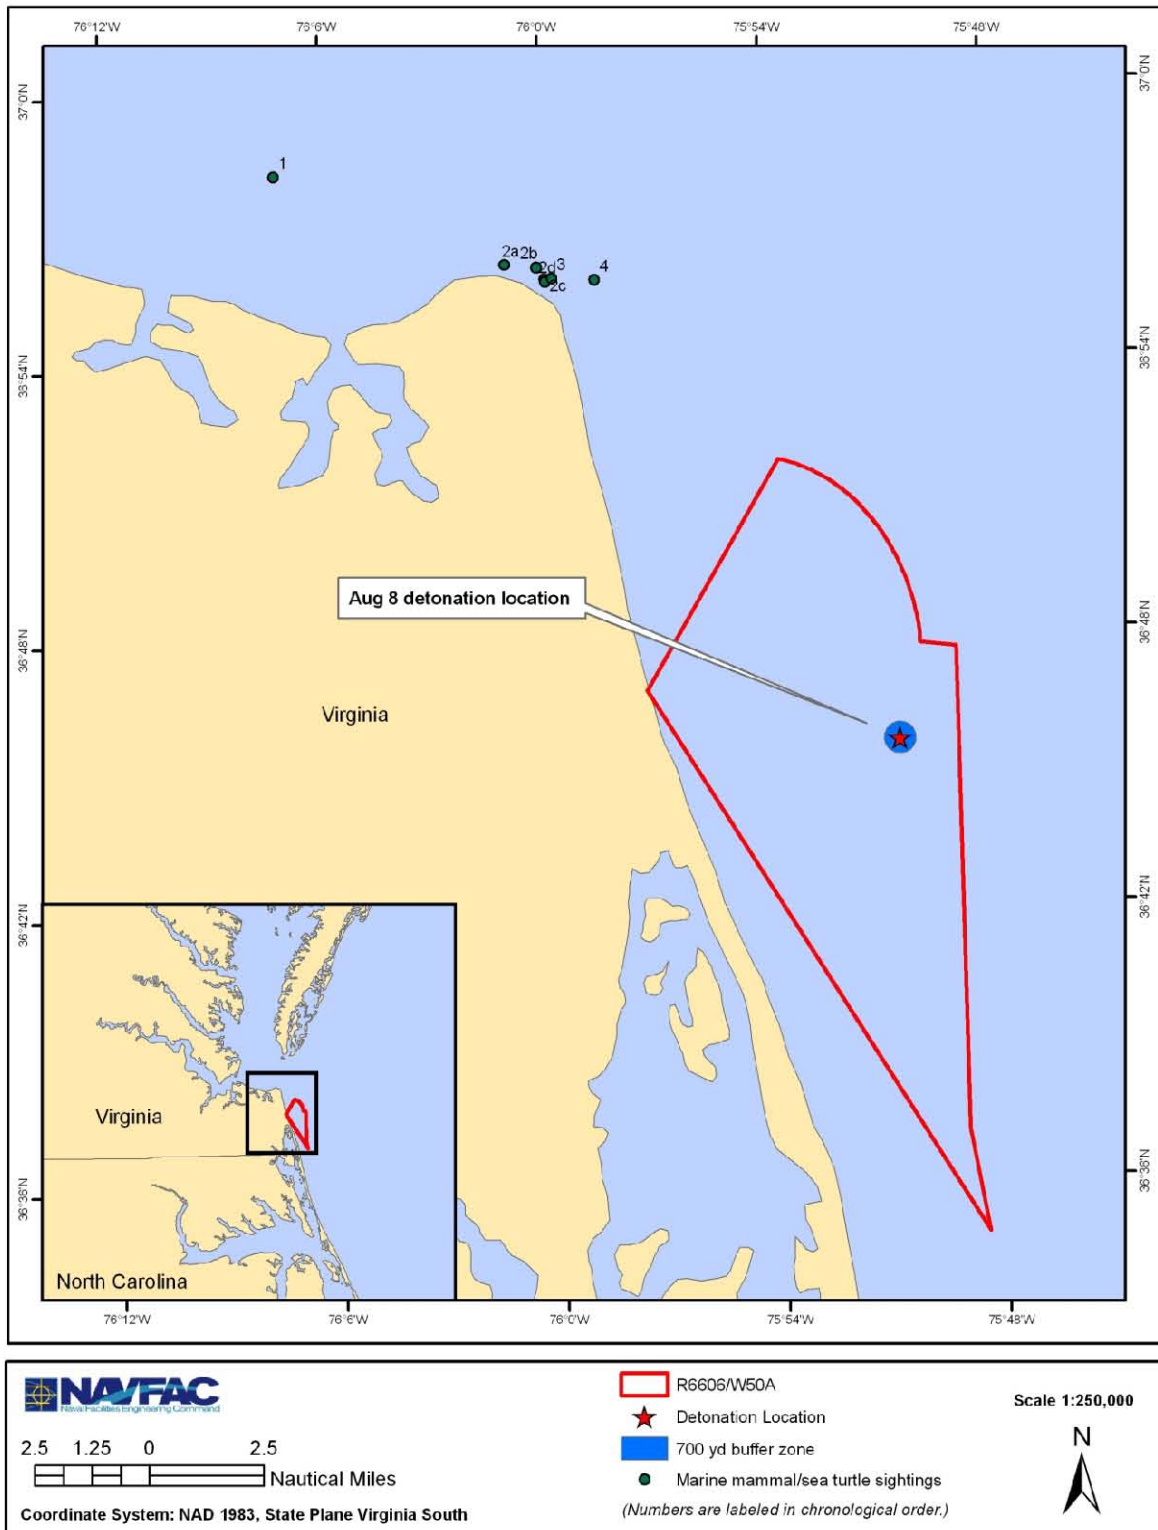 76°12'W 76°6'W 76°0'W 75°54'W 75°48'W
37°0'N
37°0'N
1
2a 2b
2d 3 4
2c
36°54'N
36°54'N
Aug 8 detonation location
36°48'N
36°48'N
Virginia
36°42'N
36°42'N
Virginia
36°36'N
36°36'N
North Carolina
76°12'W 76°6'W 76°0'W 75°54'W 75°48'W
NAVFAC
Naval Facilities Engineering Command
2.5 1.25 0 2.5
Nautical Miles
Coordinate System: NAD 1983, State Plane Virginia South
R6606/W50A
Detonation Location
700 yd buffer zone
Marine mammal/sea turtle sightings
(Numbers are labeled in chronological order.)
Scale 1:250,000
N